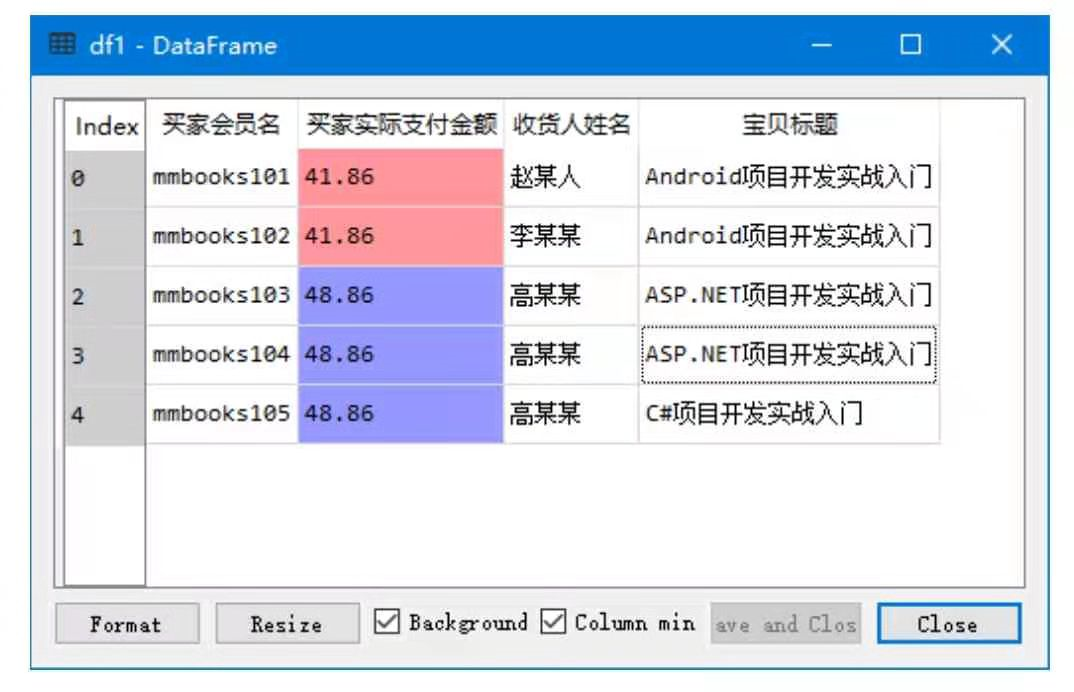 df1 - DataFrame
Index 买家会员名 买家实际支付金额 收货人姓名 宝贝标题
0 mmbooks101 41.86 赵某人 Android项目开发实战入门
1 mmbooks102 41.86 李某某 Android项目开发实战入门
2 mmbooks103 48.86 高某某 ASP.NET项目开发实战入门
3 mmbooks104 48.86 高某某 ASP.NET项目开发实战入门
4 mmbooks105 48.86 高某某 C#项目开发实战入门
Format Resize Background Column min ave and Clos Close